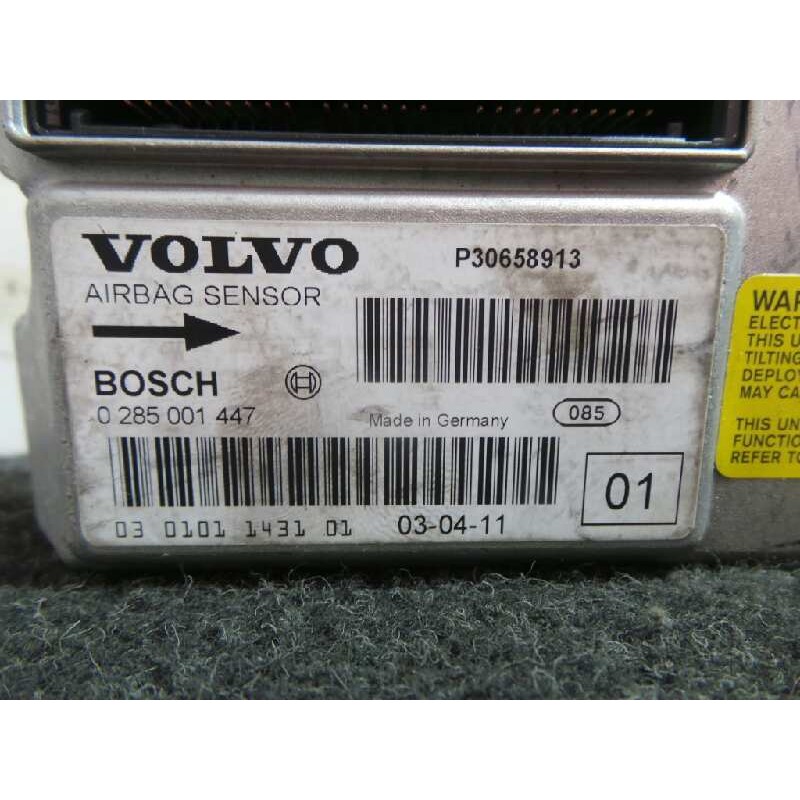 VOLVO
P30658913
AIRBAG SENSOR
BOSCH
0 285 001 447
Made in Germany
085
01
03 0101 1431 01
03-04-11
ELECT
THIS U
TILTING
DEPLOY
MAY CA
THIS UN
FUNCTIO
REFER TO